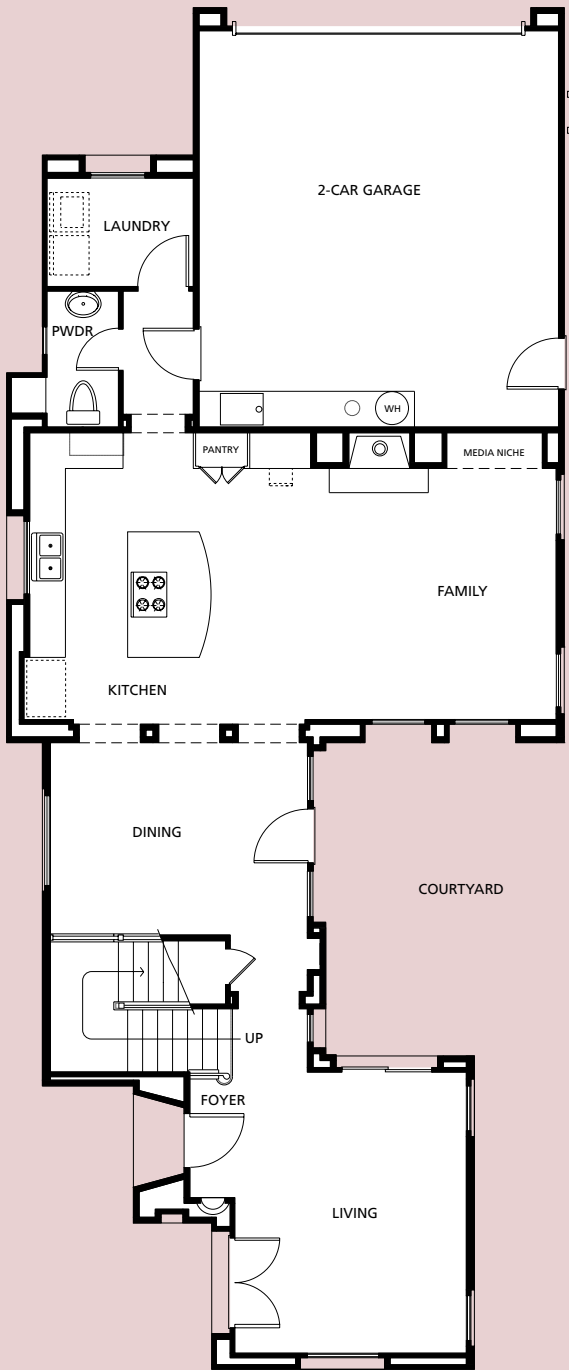 2-CAR GARAGE
LAUNDRY
PWDR
WH
PANTRY
MEDIA NICHE
FAMILY
KITCHEN
DINING
COURTYARD
UP
FOYER
LIVING